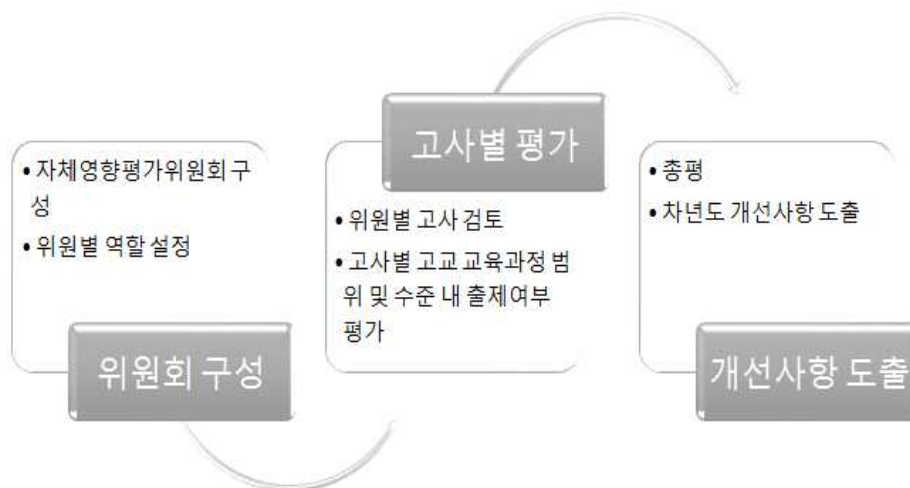 • 자체영향평가위원회 구
성
• 위원별 역할 설정
위원회 구성
고사별 평가
• 위원별 고사 검토
• 고사별 고교 교육과정 범
위 및 수준 내 출제여부
평가
• 총평
• 차년도 개선사항 도출
개선사항 도출